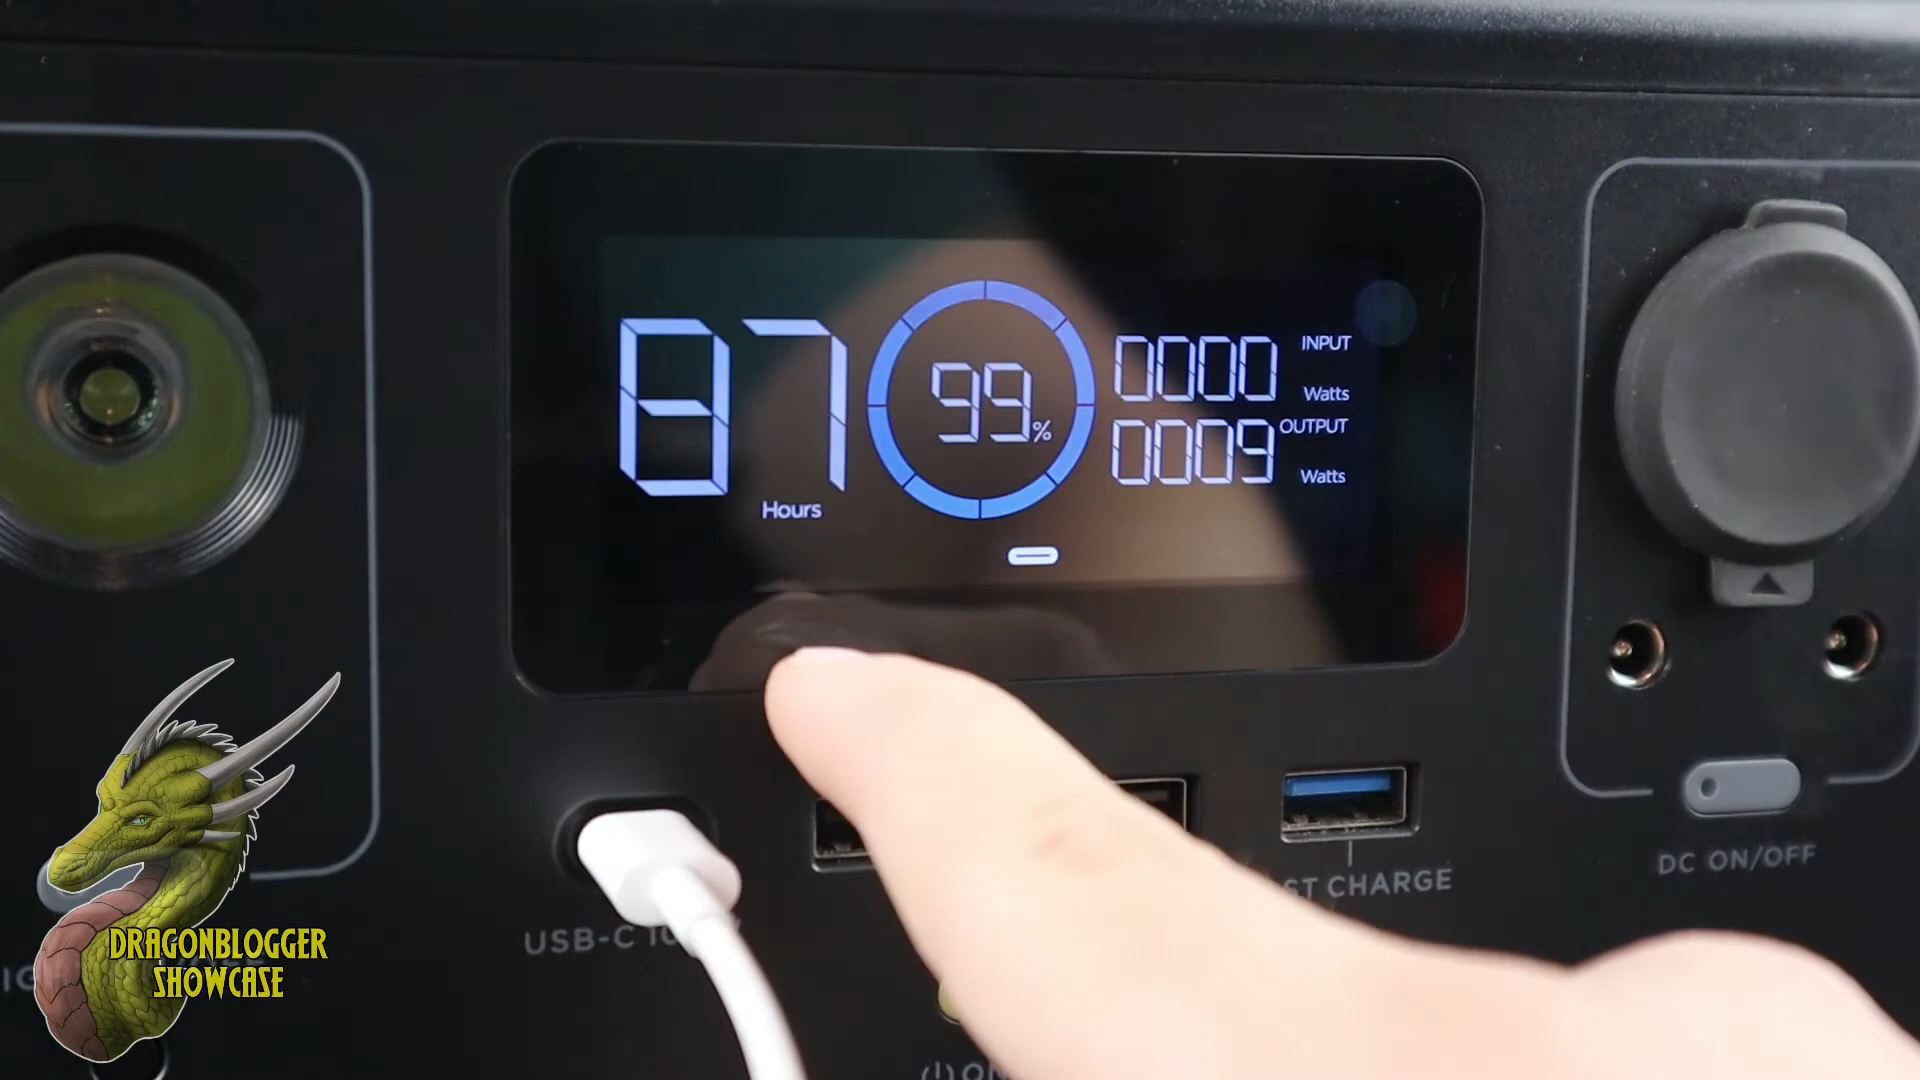 87
Hours
99%
0000
INPUT
Watts
0009
OUTPUT
Watts
USB-C
CHARGE
DC ON/OFF
DRAGONBLOGGER
SHOWCASE